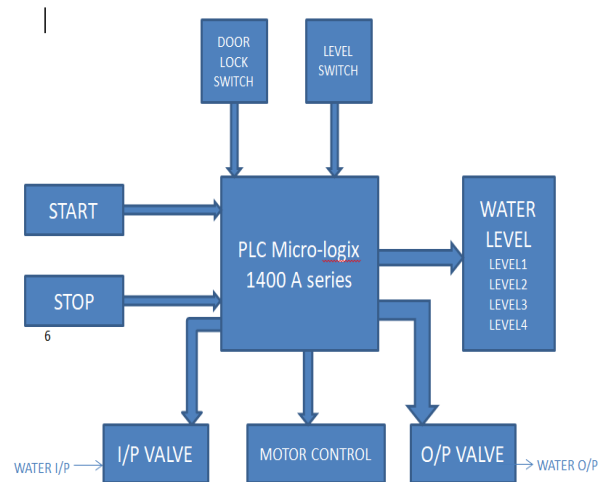 DOOR
LOCK
SWITCH
LEVEL
SWITCH
START
PLC Micro-logix
1400 A series
WATER
LEVEL
LEVEL1
LEVEL2
LEVEL3
LEVEL4
STOP
6
I/P VALVE
MOTOR CONTROL
O/P VALVE
WATER I/P
WATER O/P